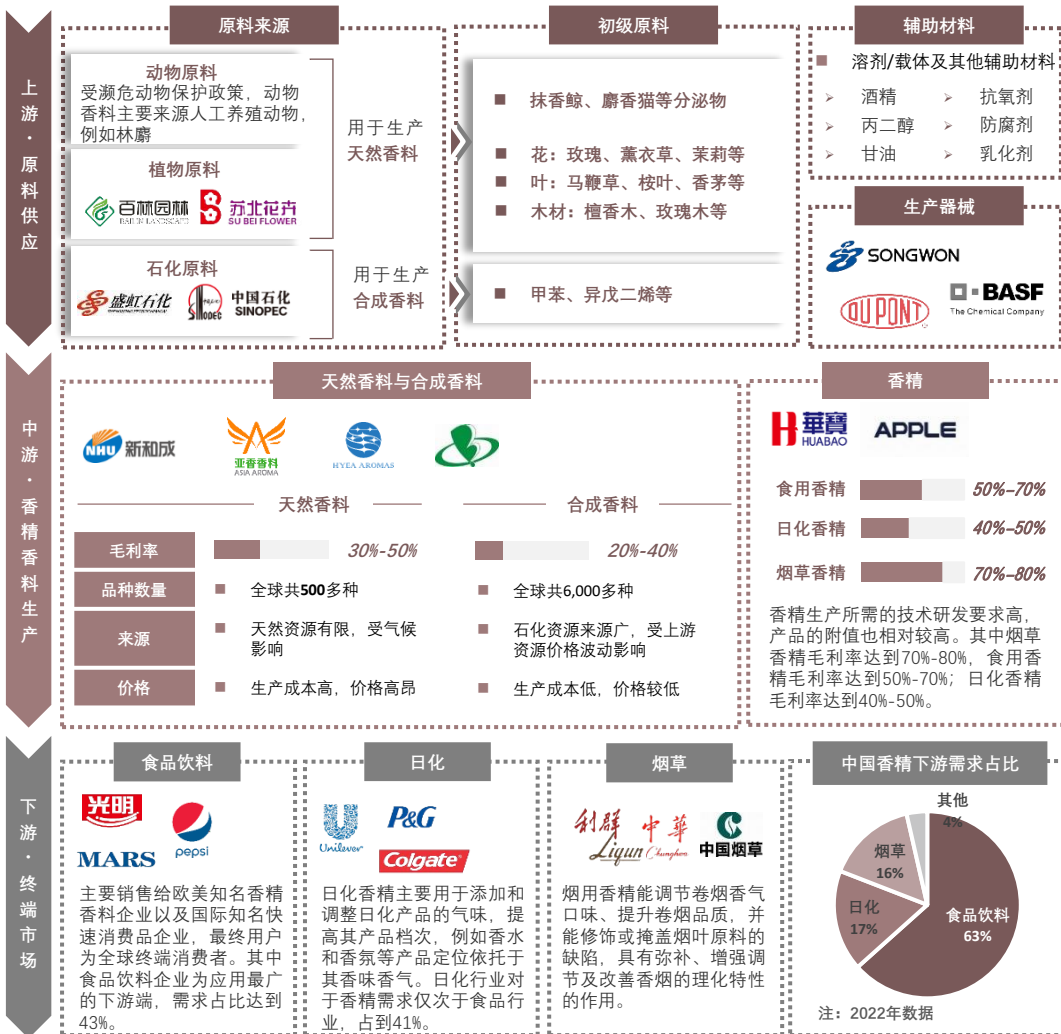 上游·原料供应
原料来源
动物原料
受濒危动物保护政策，动物
香料主要来源人工养殖动物，
例如林麝
植物原料
百林园林
BAILIN LANDSCAPE
苏北花卉
SU BEI FLOWER
用于生产
天然香料
石化原料
盛虹石化
SINOPEC
中国石化
SINOPEC
用于生产
合成香料
初级原料
■ 抹香鲸、麝香猫等分泌物
■ 花：玫瑰、薰衣草、茉莉等
■ 叶：马鞭草、桉叶、香茅等
■ 木材：檀香木、玫瑰木等
■ 甲苯、异戊二烯等
辅助材料
■ 溶剂/载体及其他辅助材料
➢ 酒精 ➢ 抗氧剂
➢ 丙二醇 ➢ 防腐剂
➢ 甘油 ➢ 乳化剂
生产器械
SONGWON
DUPONT
BASF
The Chemical Company
中游·香精香料生产
天然香料与合成香料
NHU 新和成
亚香香料
ASIA AROMA
HYEA AROMAS
天然香料 合成香料
毛利率 30%-50% 20%-40%
品种数量 ■ 全球共500多种 ■ 全球共6,000多种
来源
■ 天然资源有限，受气候
影响
■ 石化资源来源广，受上游
资源价格波动影响
价格 ■ 生产成本高，价格高昂 ■ 生产成本低，价格较低
香精
華寶
HUABAO
APPLE
食用香精 50%-70%
日化香精 40%-50%
烟草香精 70%-80%
香精生产所需的技术研发要求高，
产品的附值也相对较高。其中烟草
香精毛利率达到70%-80%，食用香
精毛利率达到50%-70%；日化香精
毛利率达到40%-50%。
下游·终端市场
食品饮料
光明
pepsi
MARS
主要销售给欧美知名香精
香料企业以及国际知名快
速消费品企业，最终用户
为全球终端消费者。其中
食品饮料企业为应用最广
的下游端，需求占比达到
43%。
日化
Unilever
P&G
Colgate
日化香精主要用于添加和
调整日化产品的气味，提
高其产品档次，例如香水
和香氛等产品定位依托于
其香味香气。日化行业对
于香精需求仅次于食品行
业，占到41%。
烟草
利群
Liqun
中華
Chunghwa
中国烟草
烟用香精能调节卷烟香气
口味、提升卷烟品质，并
能修饰或掩盖烟叶原料的
缺陷，具有弥补、增强调
节及改善香烟的理化特性
的作用。
中国香精下游需求占比
其他
4%
烟草
16%
日化
17%
食品饮料
63%
注：2022年数据